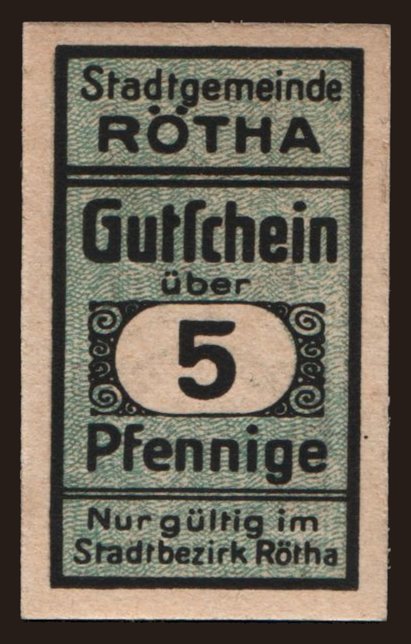 Stadtgemeinde
RÖTHA
Gutſchein
über
5
Pfennige
Nur gültig im
Stadtbezirk Rötha